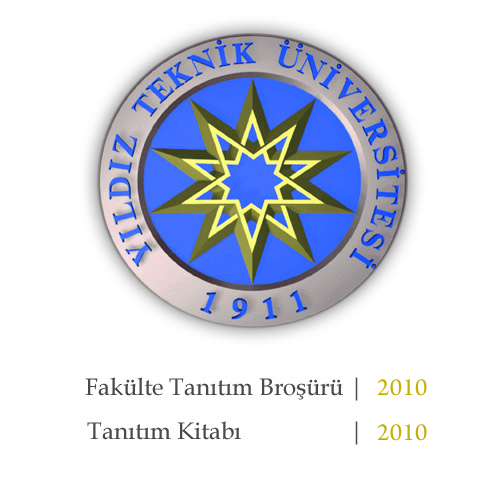 YILDIZ TEKNİK ÜNİVERSİTESİ
1911
Fakülte Tanıtım Broşürü | 2010
Tanıtım Kitabı | 2010